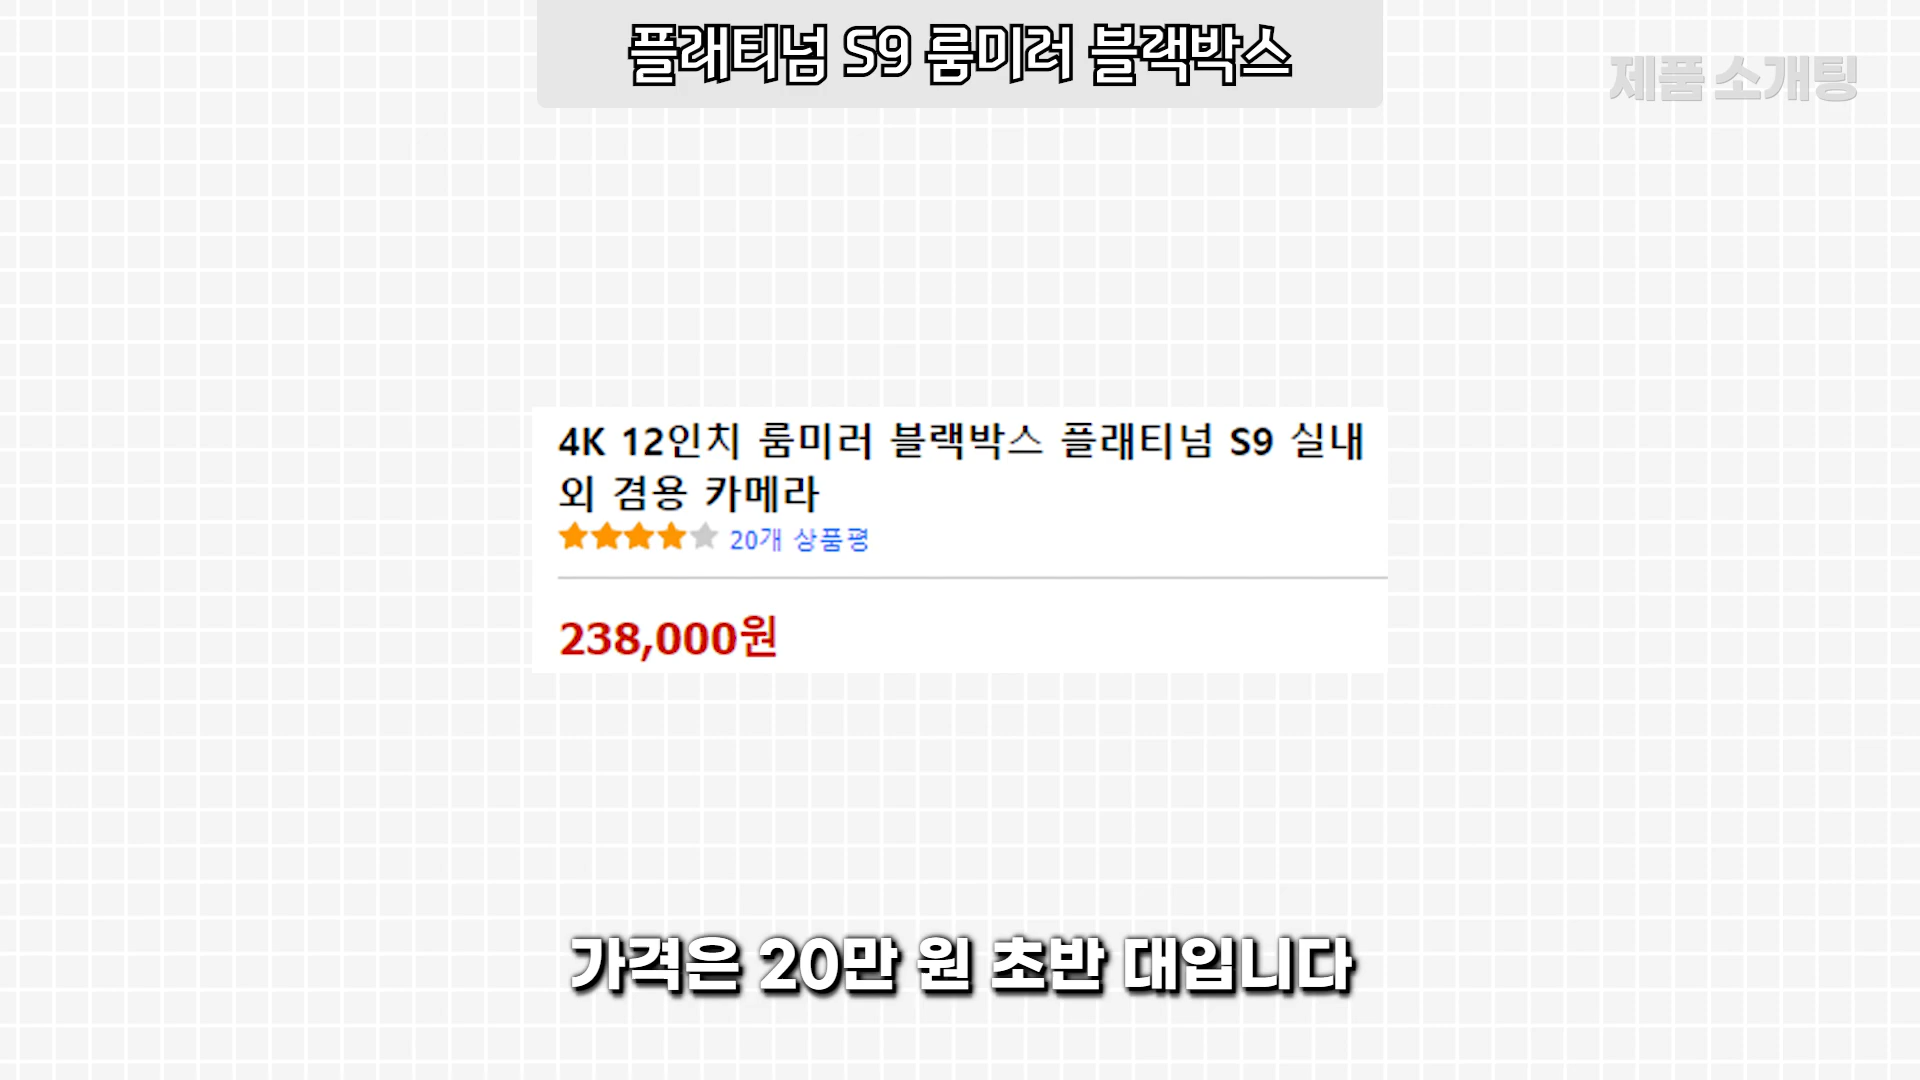 플래티넘 S9 룸미러 블랙박스
제품 소개팅
4K 12인치 룸미러 블랙박스 플래티넘 S9 실내
외 겸용 카메라
20개 상품평
238,000원
가격은 20만 원 초반 대입니다